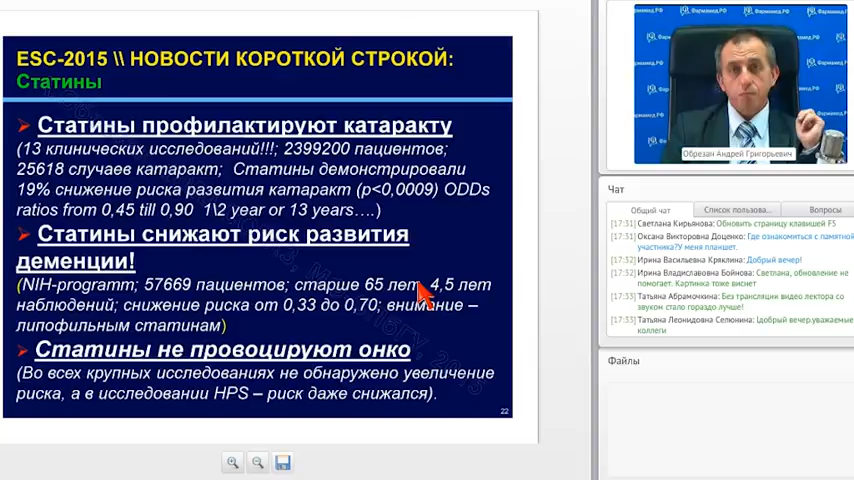 ESC-2015 \\ НОВОСТИ КОРОТКОЙ СТРОКОЙ:
Статины
Статины профилактируют катаракту
(13 клинических исследований!!!; 2399200 пациентов;
25618 случаев катаракт; Статины демонстрировали
19% снижение риска развития катаракт (p<0,0009) ODDs
ratios from 0,45 till 0,90 1\2 year or 13 years….)
Статины снижают риск развития
деменции!
(NIH-programm; 57669 пациентов; старше 65 лет, 4,5 лет
наблюдений; снижение риска от 0,33 до 0,70; внимание –
липофильным статинам)
Статины не провоцируют онко
(Во всех крупных исследованиях не обнаружено увеличение
риска, а в исследовании HPS – риск даже снижался).
22
Фармамед.РФ
Обрезан Андрей Григорьевич
Чат
Общий чат
Список пользова...
Вопросы
[17:31] Светлана Кирьянова: Обновить страницу клавишей F5
[17:31] Оксана Викторовна Доценко: Где ознакомиться с памятной
участника?У меня планшет.
[17:32] Ирина Васильевна Кряклина: Добрый вечер!
[17:32] Ирина Владиславовна Бойнова: Светлана, обновление не
помогает. Картинка тоже виснет
[17:33] Татьяна Абрамочкина: Без трансляции видео лектора со
звуком стало гораздо лучше!
[17:33] Татьяна Леонидовна Селюнина: !добрый вечер.уважаемые
коллеги
Файлы